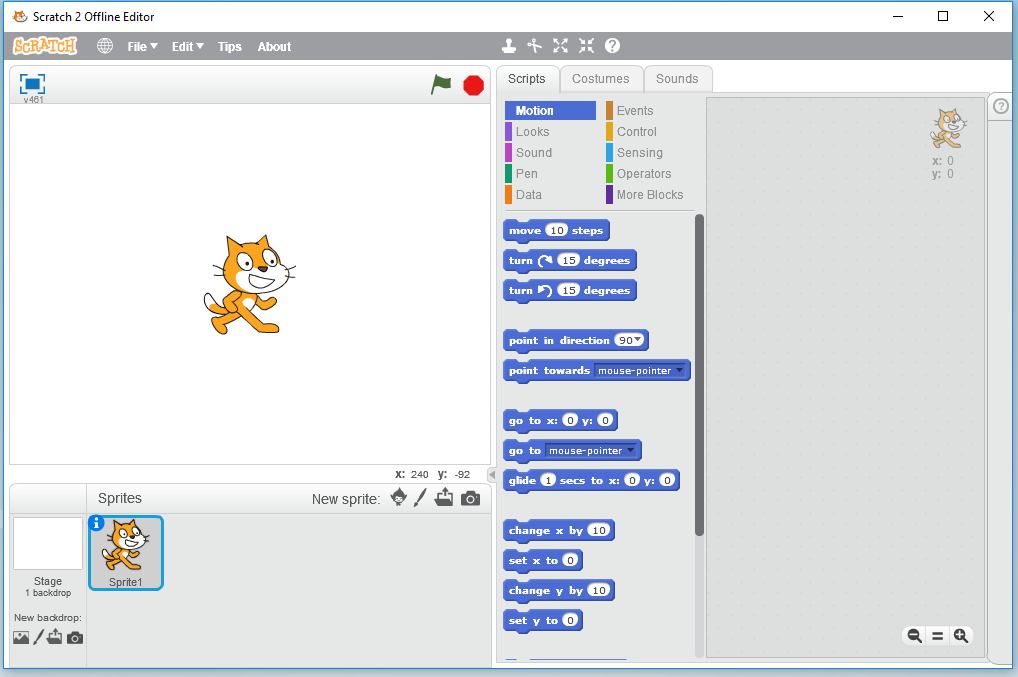 Scratch 2 Offline Editor
SCRATCH File Edit Tips About
v461
Scripts Costumes Sounds
Motion Events
Looks Control
Sound Sensing
Pen Operators
Data More Blocks
x: 0
y: 0
move 10 steps
turn 15 degrees
turn 15 degrees
point in direction 90
point towards mouse-pointer
go to x: 0 y: 0
go to mouse-pointer
glide 1 secs to x: 0 y: 0
change x by 10
set x to 0
change y by 10
set y to 0
x: 240 y: -92
Sprites New sprite:
Sprite1
Stage
1 backdrop
New backdrop: